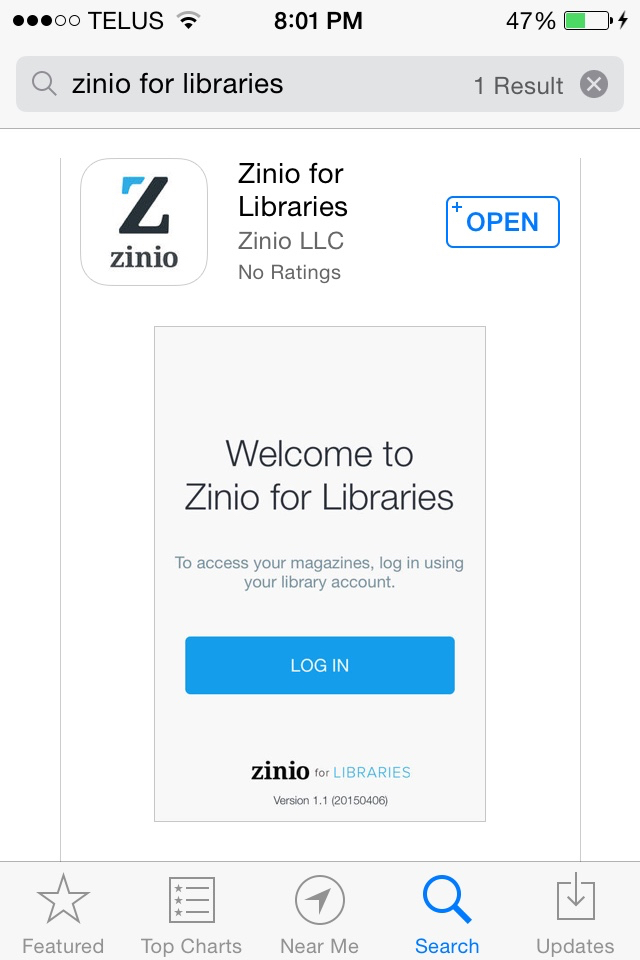 TELUS 8:01 PM 47%
zinio for libraries 1 Result
Zinio for
Libraries
Zinio LLC
No Ratings
+OPEN
Z
zinio
Welcome to
Zinio for Libraries
To access your magazines, log in using
your library account.
LOG IN
zinio for LIBRARIES
Version 1.1 (20150406)
Featured Top Charts Near Me Search Updates